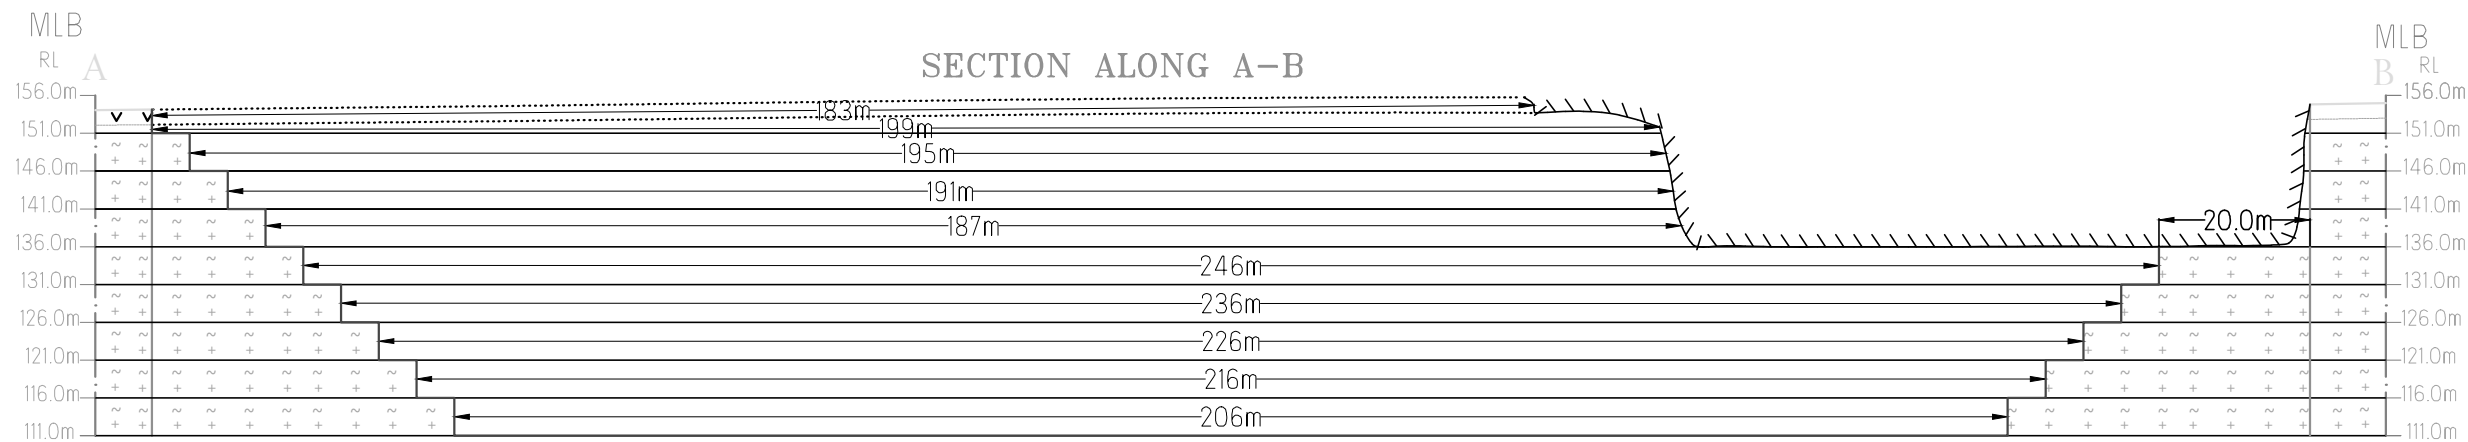 MLB
MLB
SECTION ALONG A-B
RL
A
B
RL
156.0m
156.0m
183m
151.0m
199m
151.0m
195m
146.0m
146.0m
191m
141.0m
141.0m
187m
20.0m
136.0m
136.0m
246m
131.0m
131.0m
236m
126.0m
126.0m
226m
121.0m
121.0m
216m
116.0m
116.0m
206m
111.0m
111.0m